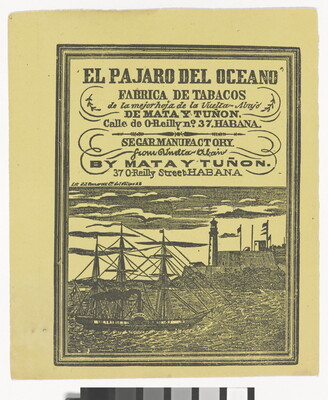 EL PAJARO DEL OCEANO
FABRICA DE TABACOS
de la mejor hoja de la Vuelta-Abajo
DE MATA Y TUÑON.
Calle de O-Reilly nº 37, HABANA.
SEGAR MANUFACTORY.
from Vuelta-Abajo
BY MATA Y TUÑON.
37 O-Reilly Street HABANA